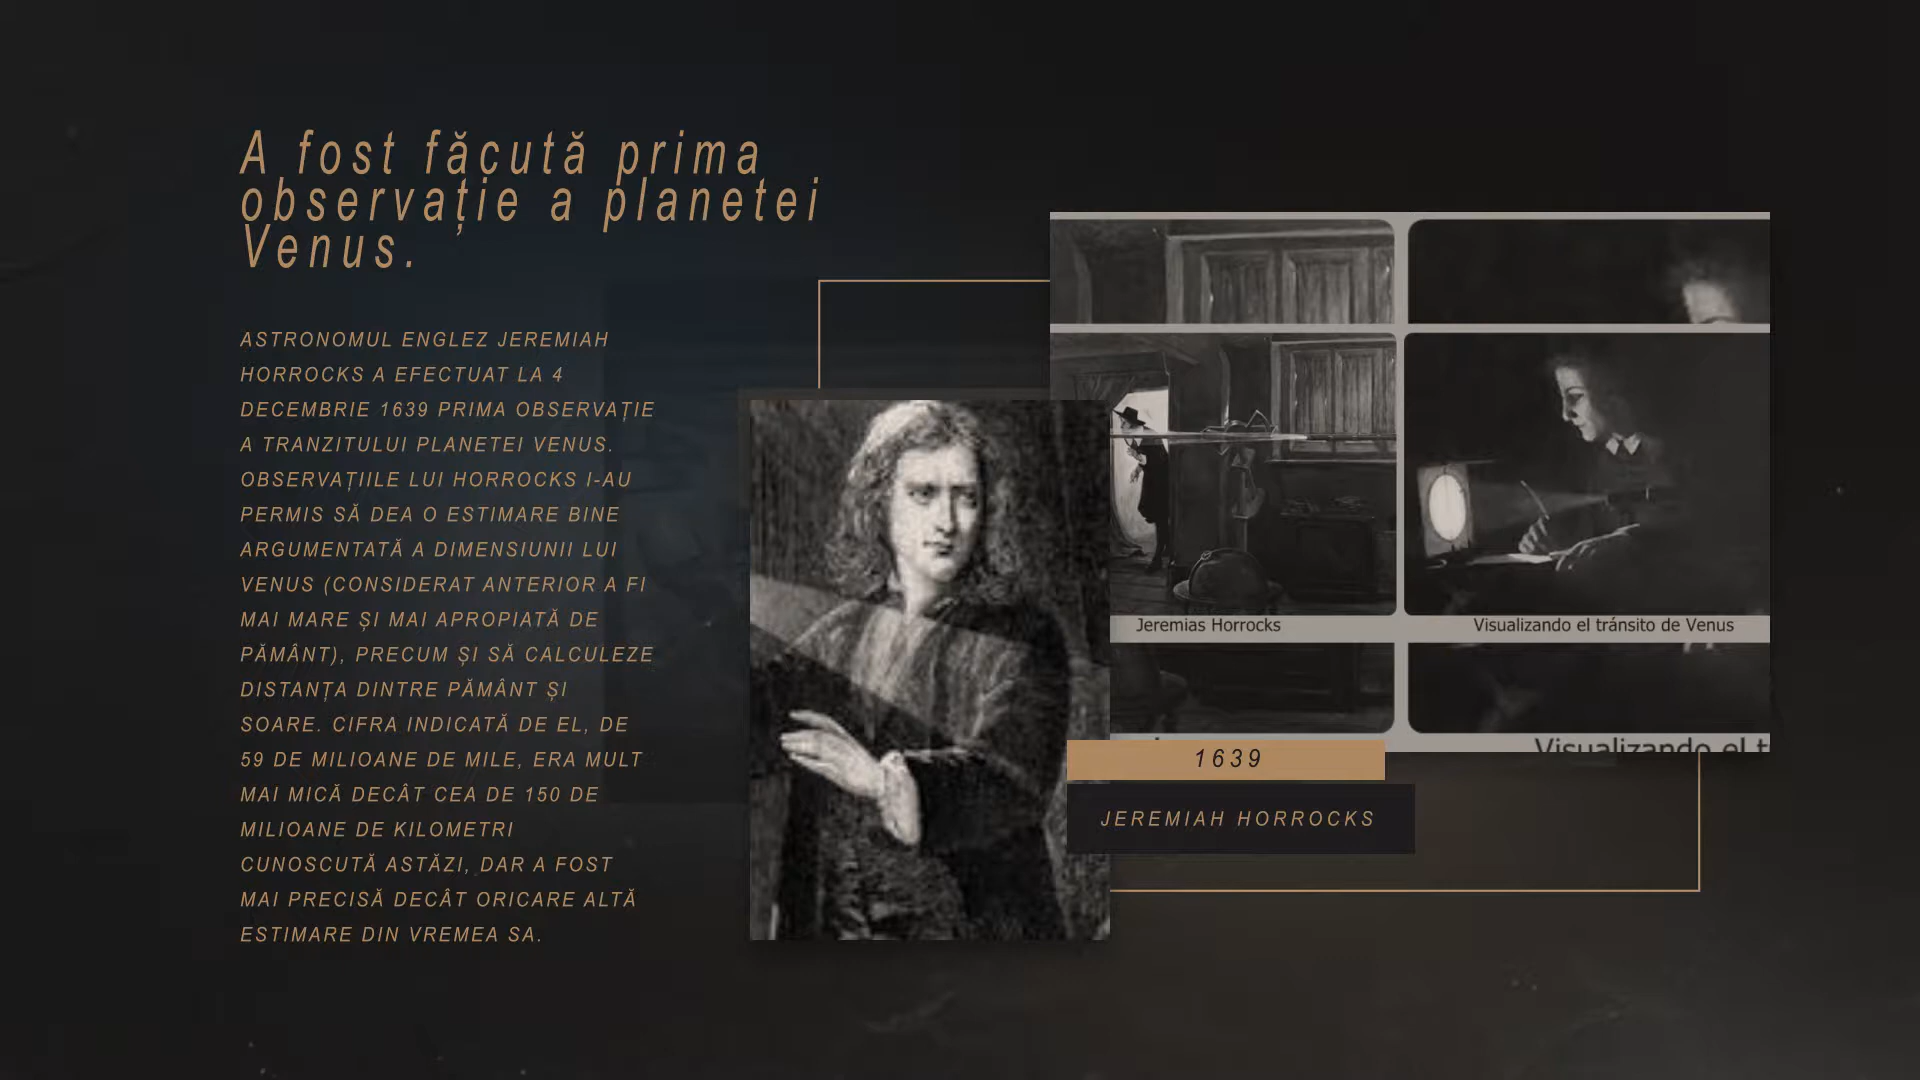 A fost făcută prima
observație a planetei
Venus.
ASTRONOMUL ENGLEZ JEREMIAH
HORROCKS A EFECTUAT LA 4
DECEMBRIE 1639 PRIMA OBSERVAȚIE
A TRANZITULUI PLANETEI VENUS.
OBSERVAȚIILE LUI HORROCKS I-AU
PERMIS SĂ DEA O ESTIMARE BINE
ARGUMENTATĂ A DIMENSIUNII LUI
VENUS (CONSIDERAT ANTERIOR A FI
MAI MARE ȘI MAI APROPIATĂ DE
PĂMÂNT), PRECUM ȘI SĂ CALCULEZE
DISTANȚA DINTRE PĂMÂNT ȘI
SOARE. CIFRA INDICATĂ DE EL, DE
59 DE MILIOANE DE MILE, ERA MULT
MAI MICĂ DECÂT CEA DE 150 DE
MILIOANE DE KILOMETRI
CUNOSCUTĂ ASTĂZI, DAR A FOST
MAI PRECISĂ DECÂT ORICARE ALTĂ
ESTIMARE DIN VREMEA SA.
Jeremias Horrocks
Visualizando el tránsito de Venus
Visualizando el t
1639
JEREMIAH HORROCKS